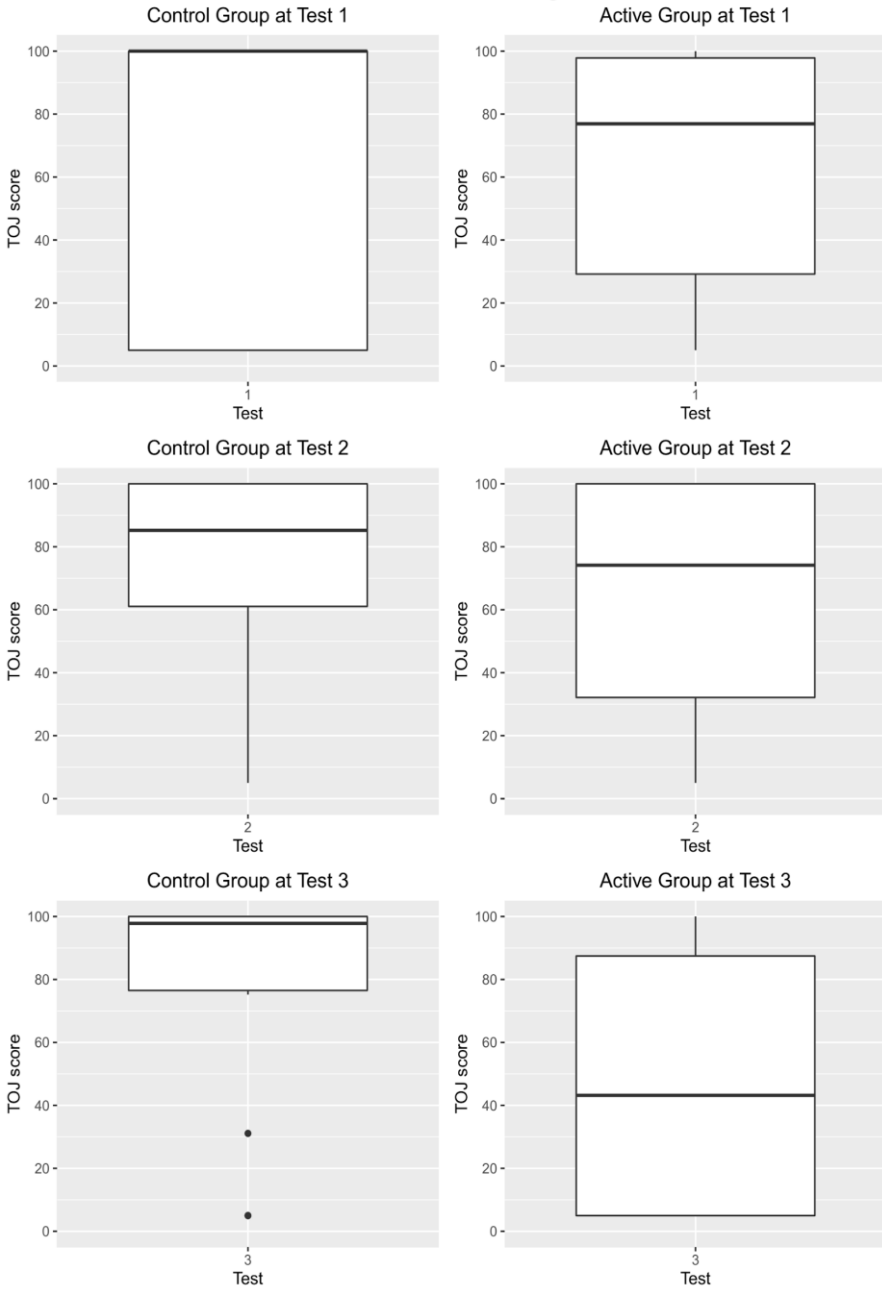 Control Group at Test 1
TOJ score
100
80
60
40
20
0
1
Test
Active Group at Test 1
TOJ score
100
80
60
40
20
0
1
Test
Control Group at Test 2
TOJ score
100
80
60
40
20
0
2
Test
Active Group at Test 2
TOJ score
100
80
60
40
20
0
2
Test
Control Group at Test 3
TOJ score
100
80
60
40
20
0
3
Test
Active Group at Test 3
TOJ score
100
80
60
40
20
0
3
Test